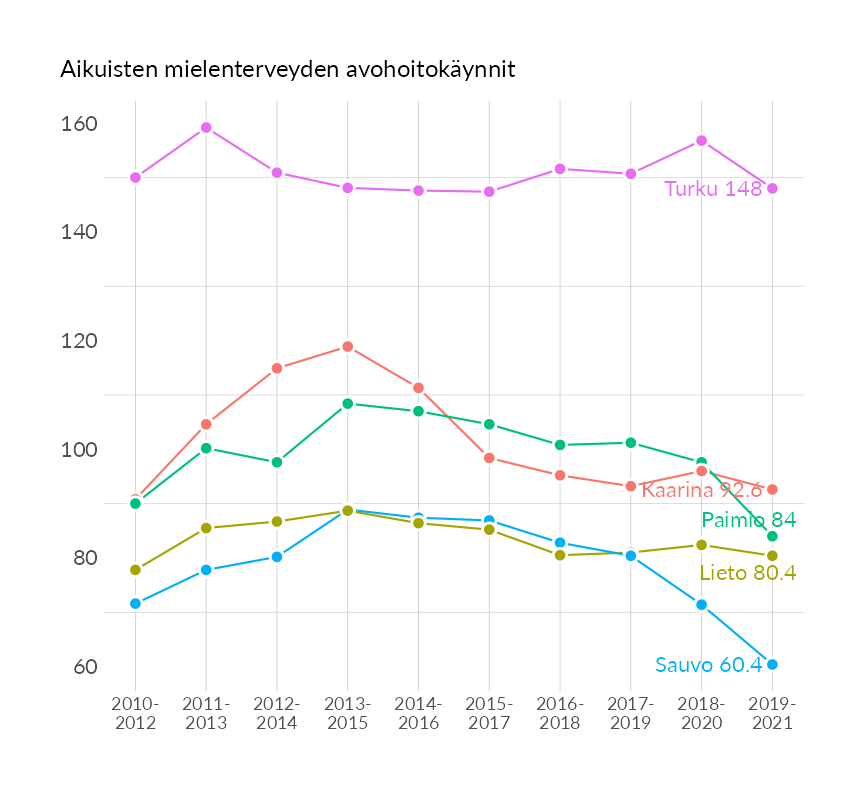 Aikuisten mielenterveyden avohoitokäynnit
160
140
120
100
80
60
Turku 148
Kaarina 92.6
Paimio 84
Lieto 80.4
Sauvo 60.4
2010- 2011- 2012- 2013- 2014- 2015- 2016- 2017- 2018- 2019-
2012 2013 2014 2015 2016 2017 2018 2019 2020 2021